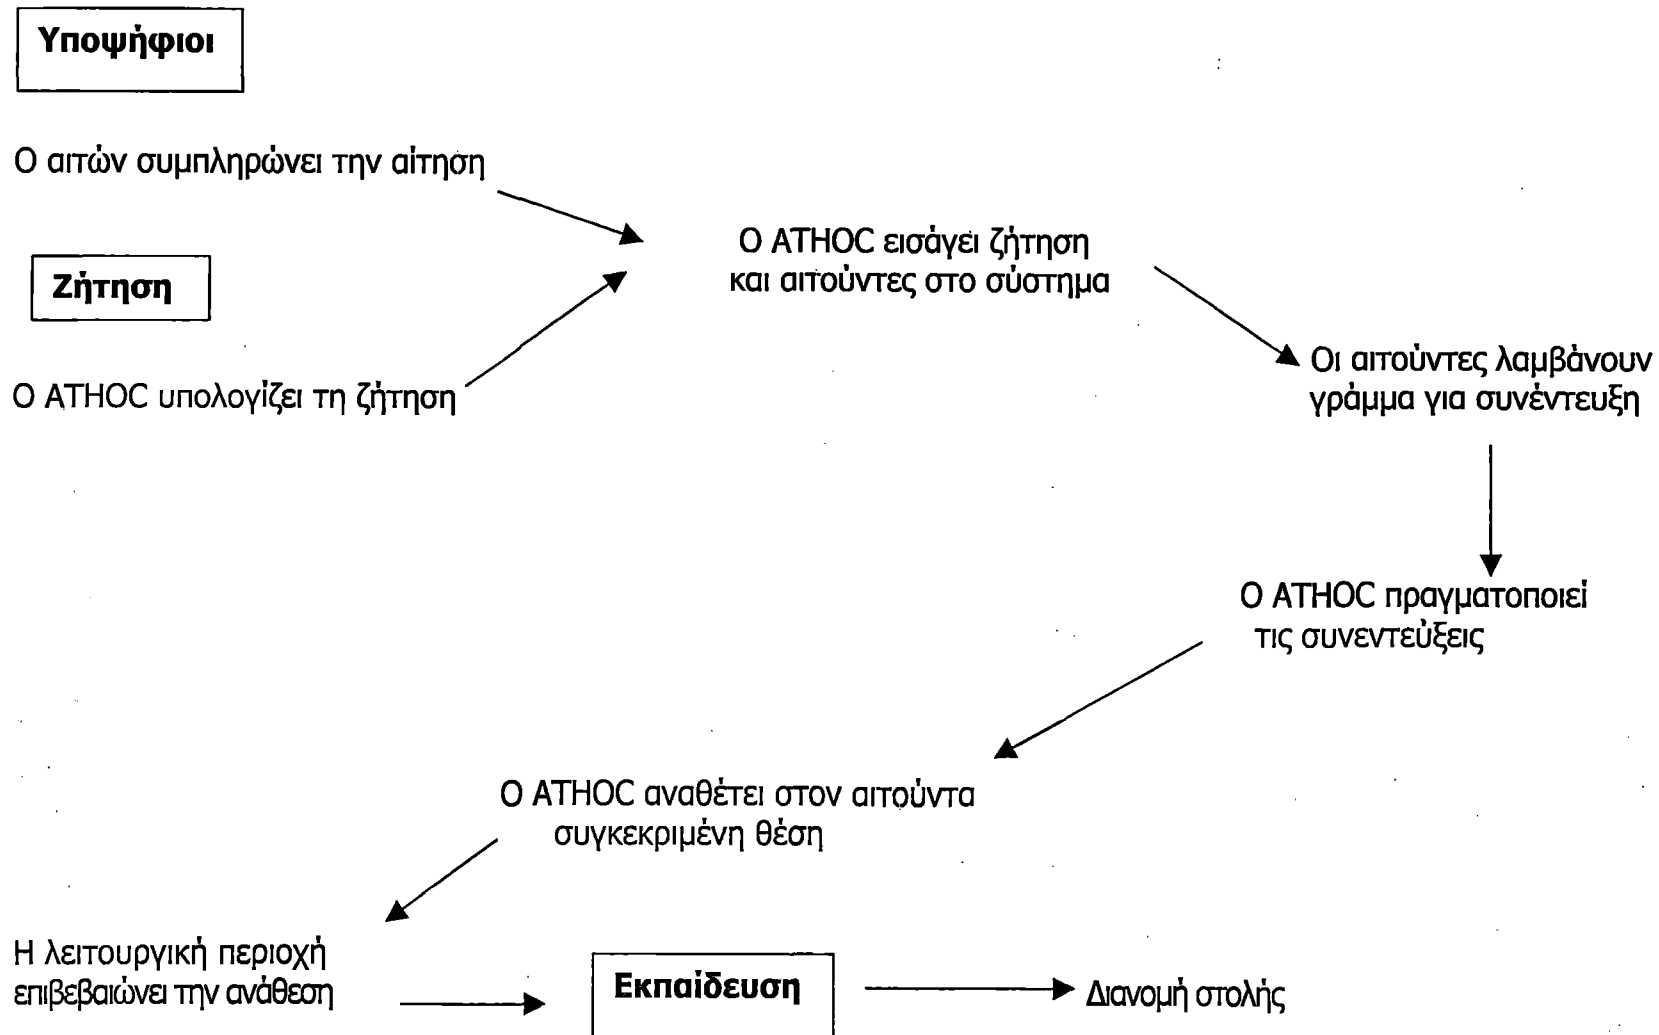 Υποψήφιοι
Ο αιτών συμπληρώνει την αίτηση
Ζήτηση
Ο ATHOC υπολογίζει τη ζήτηση
Ο ATHOC εισάγει ζήτηση
και αιτούντες στο σύστημα
Οι αιτούντες λαμβάνουν
γράμμα για συνέντευξη
Ο ATHOC πραγματοποιεί
τις συνεντεύξεις
Ο ATHOC αναθέτει στον αιτούντα
συγκεκριμένη θέση
Η λειτουργική περιοχή
επιβεβαιώνει την ανάθεση
Εκπαίδευση
Διανομή στολής